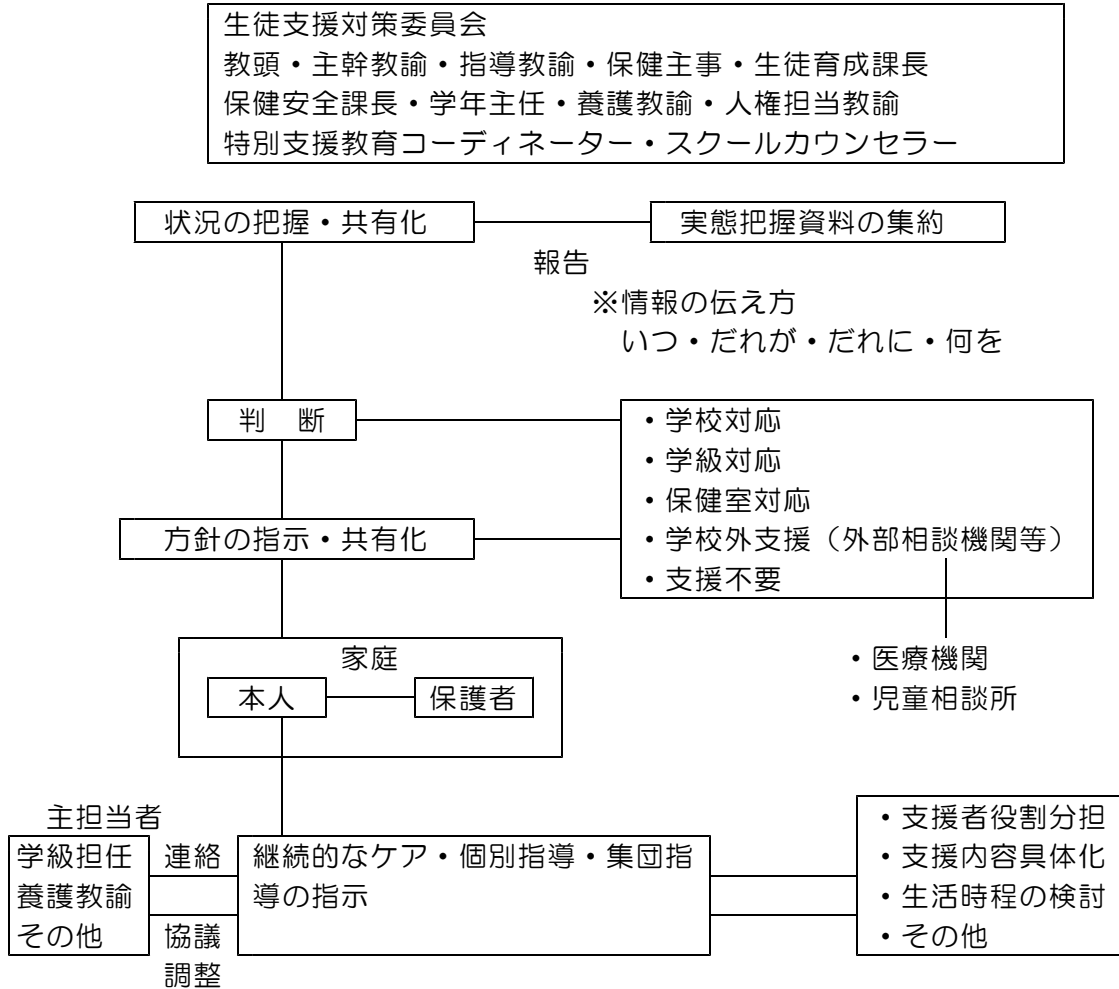 生徒支援対策委員会
教頭・主幹教諭・指導教諭・保健主事・生徒育成課長
保健安全課長・学年主任・養護教諭・人権担当教諭
特別支援教育コーディネーター・スクールカウンセラー
状況の把握・共有化
実態把握資料の集約
報告
※情報の伝え方
いつ・だれが・だれに・何を
判　断
・学校対応
・学級対応
・保健室対応
・学校外支援（外部相談機関等）
・支援不要
方針の指示・共有化
・医療機関
・児童相談所
家庭
本人
保護者
主担当者
学級担任
養護教諭
その他
連絡
協議
調整
継続的なケア・個別指導・集団指
導の指示
・支援者役割分担
・支援内容具体化
・生活時程の検討
・その他